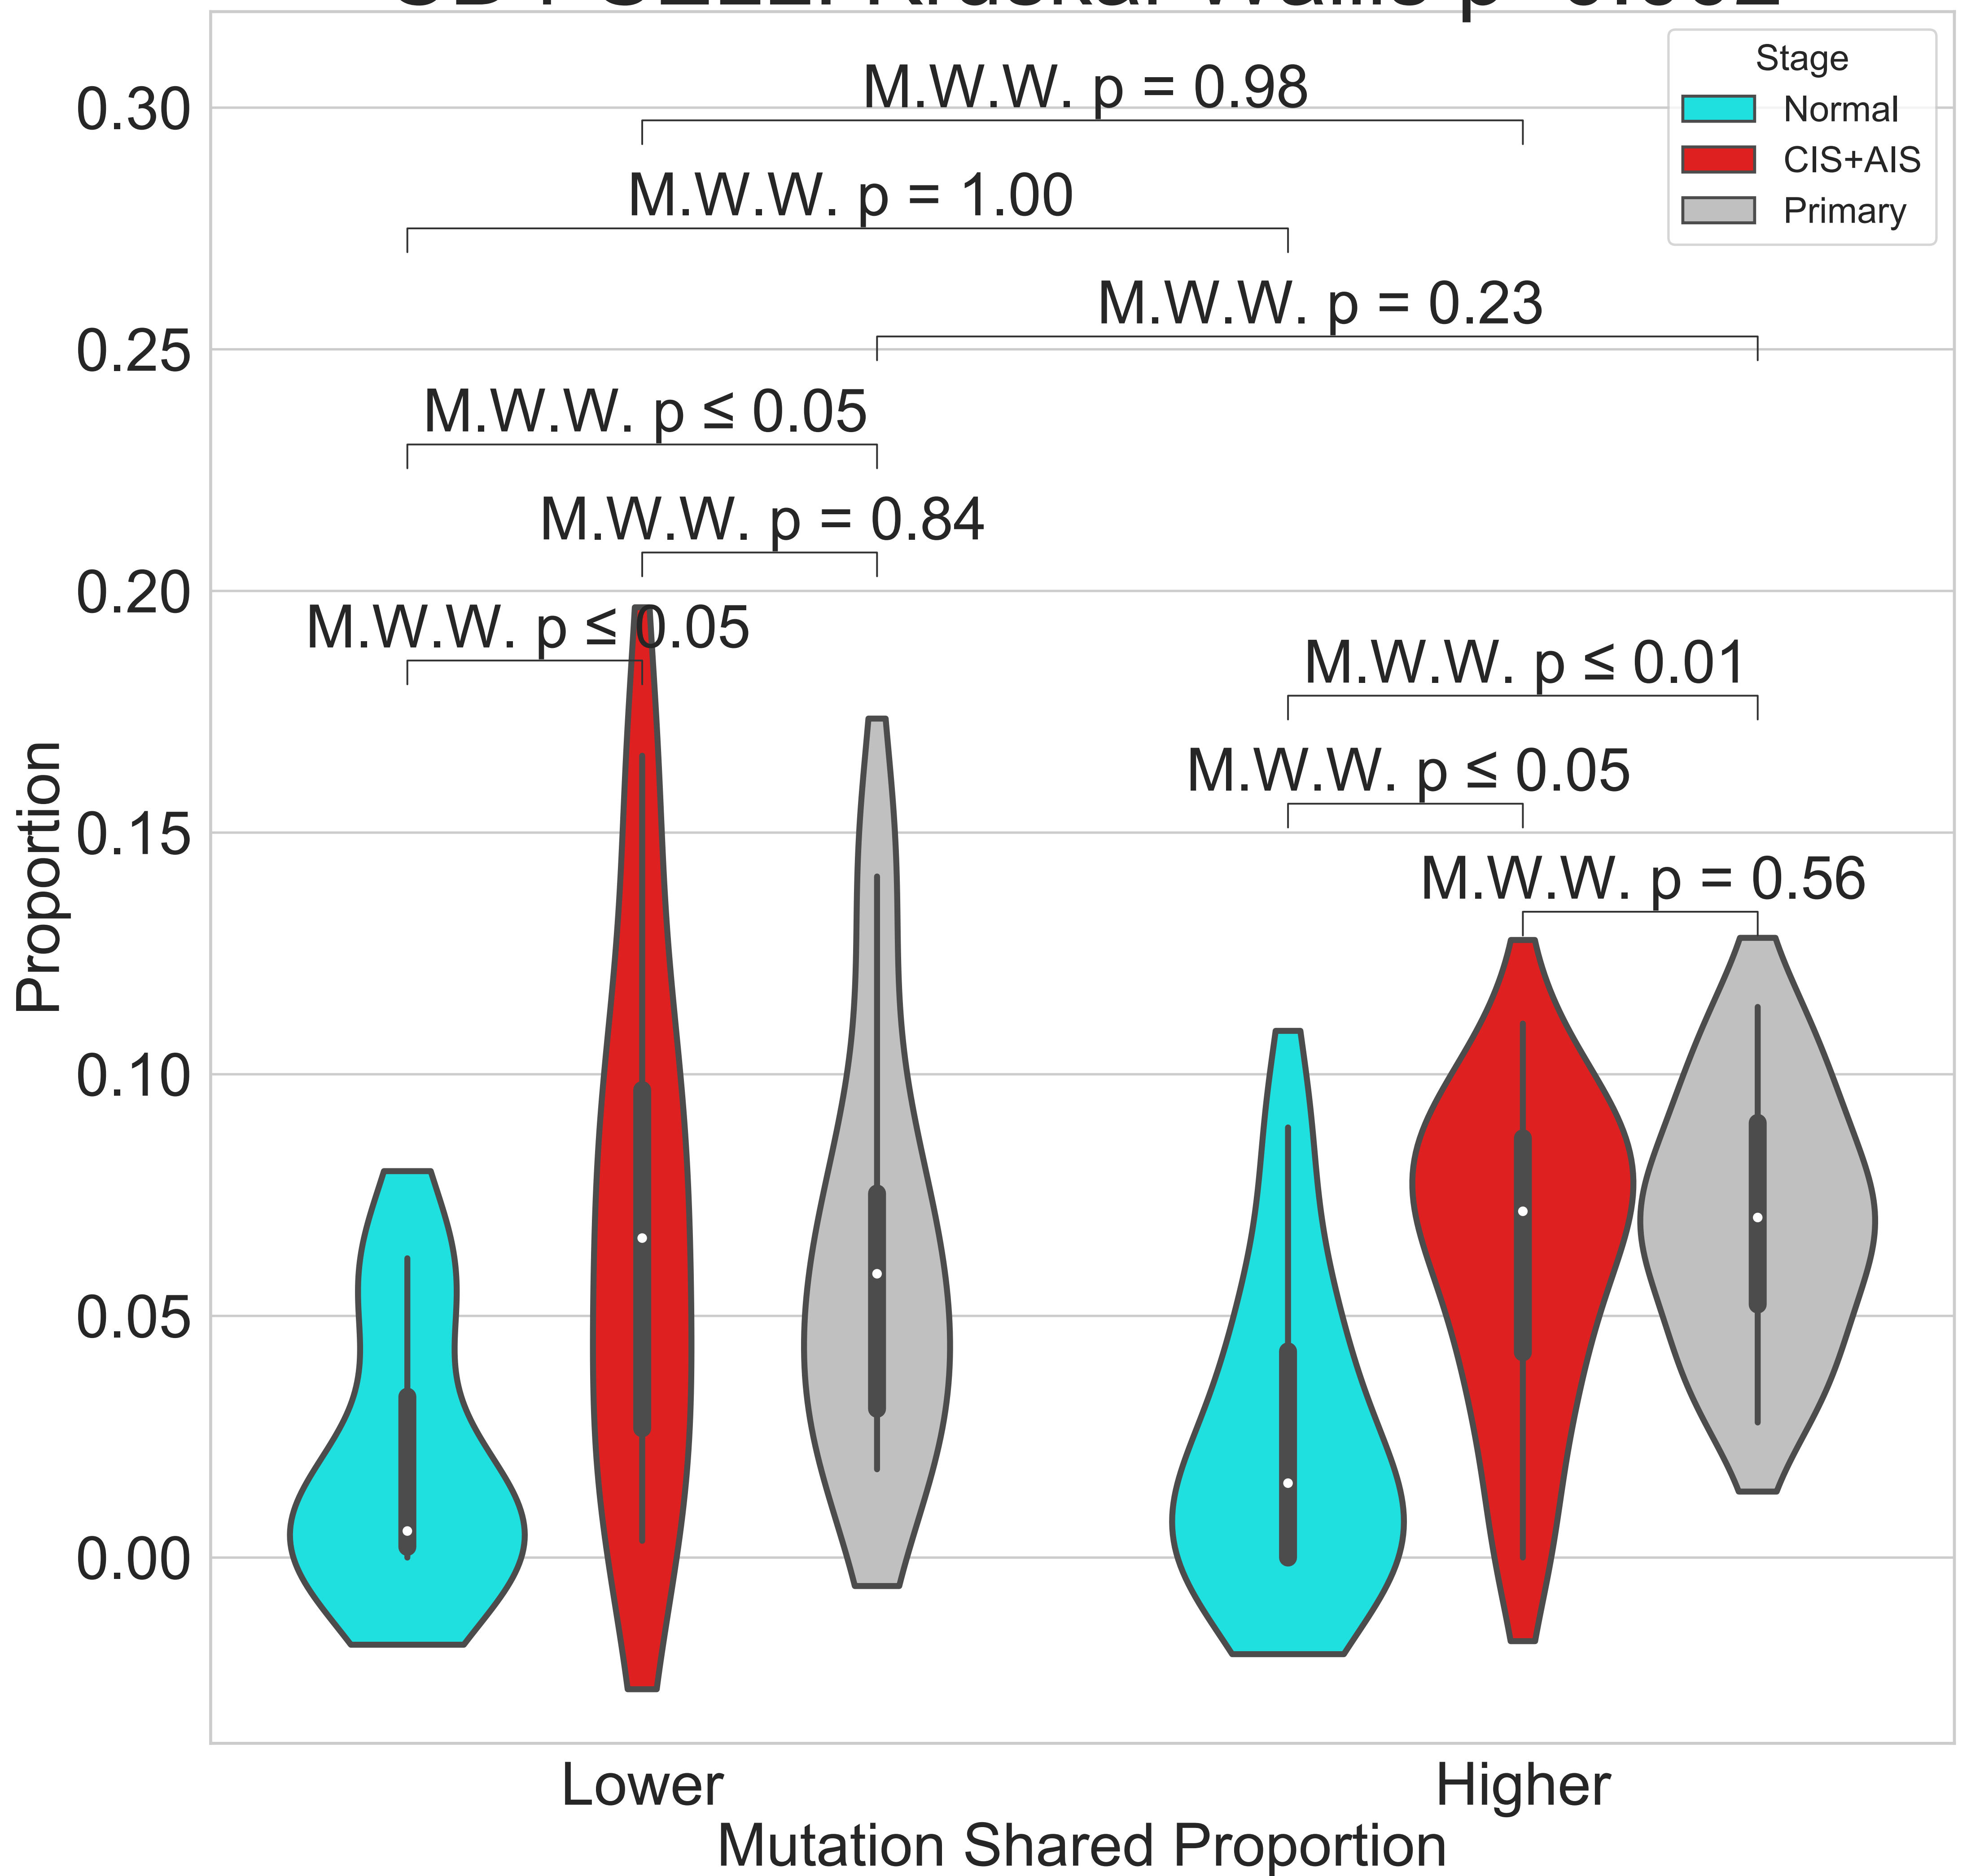 Stage
Normal
CIS+AIS
Primary
M.W.W. p = 0.98
M.W.W. p = 1.00
M.W.W. p = 0.23
M.W.W. p ≤ 0.05
M.W.W. p = 0.84
M.W.W. p ≤ 0.05
M.W.W. p ≤ 0.01
M.W.W. p ≤ 0.05
M.W.W. p = 0.56
0.30
0.25
0.20
0.15
0.10
0.05
0.00
Proportion
Lower
Higher
Mutation Shared Proportion